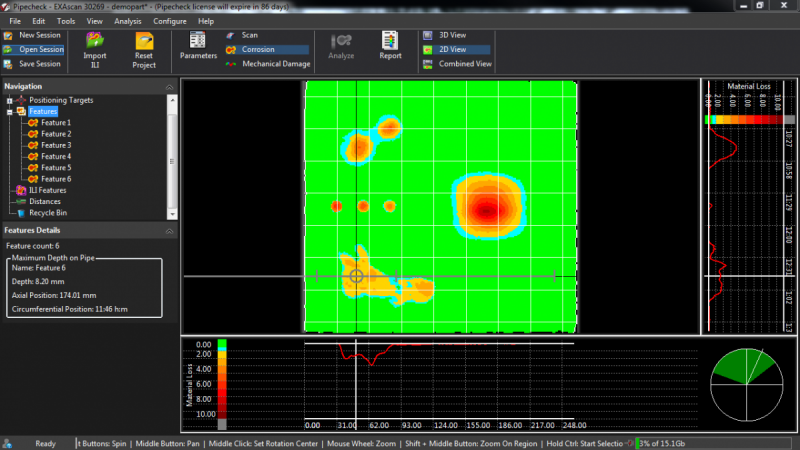 Pipecheck - EXAscan 30269 - demopart* - (Pipecheck license will expire in 86 days)
File Edit Tools View Analysis Configure Help
New Session
Open Session
Save Session
Import ILI
Reset Project
Parameters
Scan
Corrosion
Mechanical Damage
Analyze
Report
3D View
2D View
Combined View
Navigation
Positioning Targets
Features
Feature 1
Feature 2
Feature 3
Feature 4
Feature 5
Feature 6
ILI Features
Distances
Recycle Bin
Features Details
Feature count: 6
Maximum Depth on Pipe
Name: Feature 6
Depth: 8.20 mm
Axial Position: 174.01 mm
Circumferential Position: 11:46 h:m
Material Loss
0.00 2.00 4.00 6.00 8.00 10.00
10:27
10:58
11:29
12:00
12:31
1:02
1:3
Material Loss
0.00
2.00
4.00
6.00
8.00
10.00
0.00 31.00 62.00 93.00 124.00 155.00 186.00 217.00 248.00
Ready
t Buttons: Spin | Middle Button: Pan | Middle Click: Set Rotation Center | Mouse Wheel: Zoom | Shift + Middle Button: Zoom On Region | Hold Ctrl: Start Selectio
3% of 15.1Gb